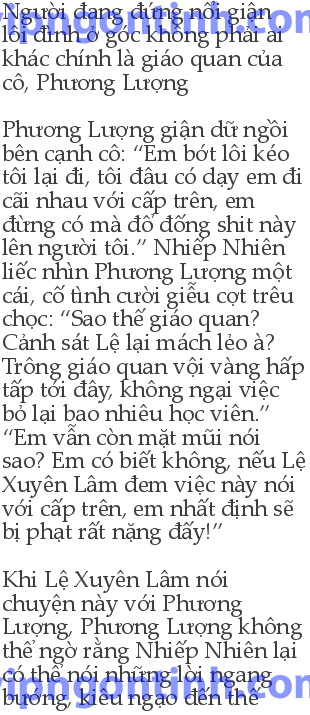 Người đang đứng nổi giận
lôi đình ở góc không phải ai
khác chính là giáo quan của
cô, Phương Lượng
Phương Lượng giận dữ ngồi
bên cạnh cô: “Em bớt lôi kéo
tôi lại đi, tôi đâu có dạy em đi
cãi nhau với cấp trên, em
đừng có mà đổ đống shit này
lên người tôi.” Nhiếp Nhiên
liếc nhìn Phương Lượng một
cái, cố tình cười giễu cợt trêu
chọc: “Sao thế giáo quan?
Cảnh sát Lệ lại mách lẻo à?
Trông giáo quan vội vàng hấp
tấp tới đây, không ngại việc
bỏ lại bao nhiêu học viên.”
“Em vẫn còn mặt mũi nói
sao? Em có biết không, nếu Lệ
Xuyên Lâm đem việc này nói
với cấp trên, em nhất định sẽ
bị phạt rất nặng đấy!”
Khi Lệ Xuyên Lâm nói
chuyện này với Phương
Lượng, Phương Lượng không
thể ngờ rằng Nhiếp Nhiên lại
có thể nói những lời ngang
bướng, kiêu ngạo đến thế